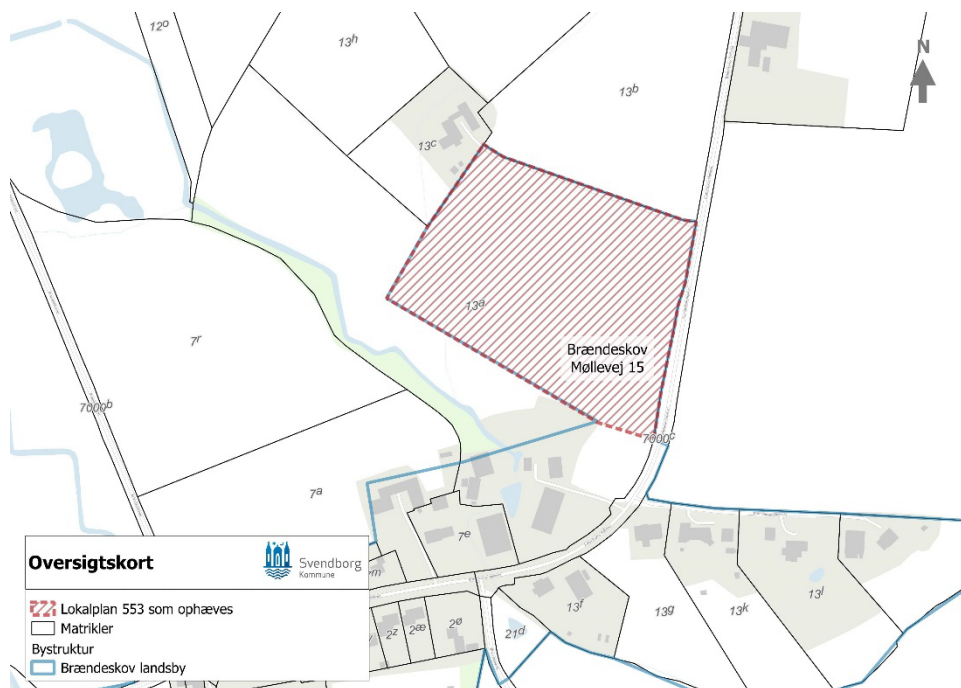 12o
13h
13b
N
13c
13a
7r
Brændeskov
Møllevej 15
7000b
7000c
7a
7e
13f
13g
13k
13l
2z
2æ
2ø
21d
Oversigtskort
Svendborg
Kommune
Lokalplan 553 som ophæves
Matrikler
Bystruktur
Brændeskov landsby